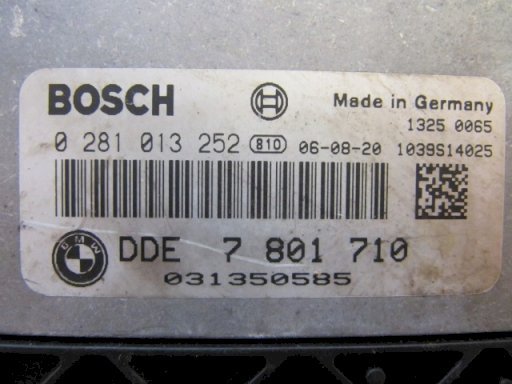 BOSCH Made in Germany
1325 0065
0 281 013 252 810 06-08-20 1039S14025
BMW DDE 7 801 710
031350585